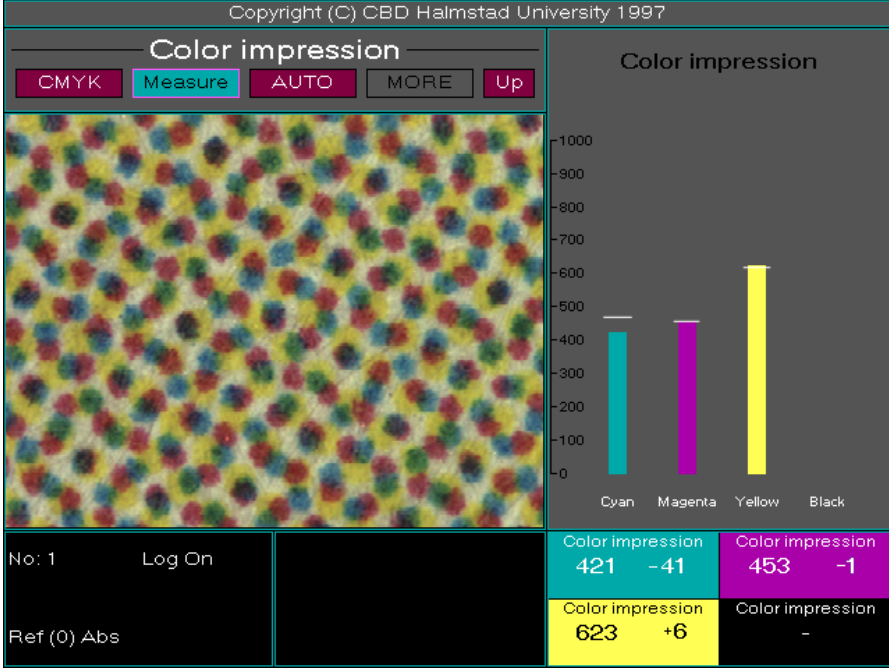 Copyright (C) CBD Halmstad University 1997
Color impression
CMYK Measure AUTO MORE Up
Color impression
1000
900
800
700
600
500
400
300
200
100
0
Cyan Magenta Yellow Black
No: 1 Log On
Ref (0) Abs
Color impression
421 -41
Color impression
453 -1
Color impression
623 +6
Color impression
-